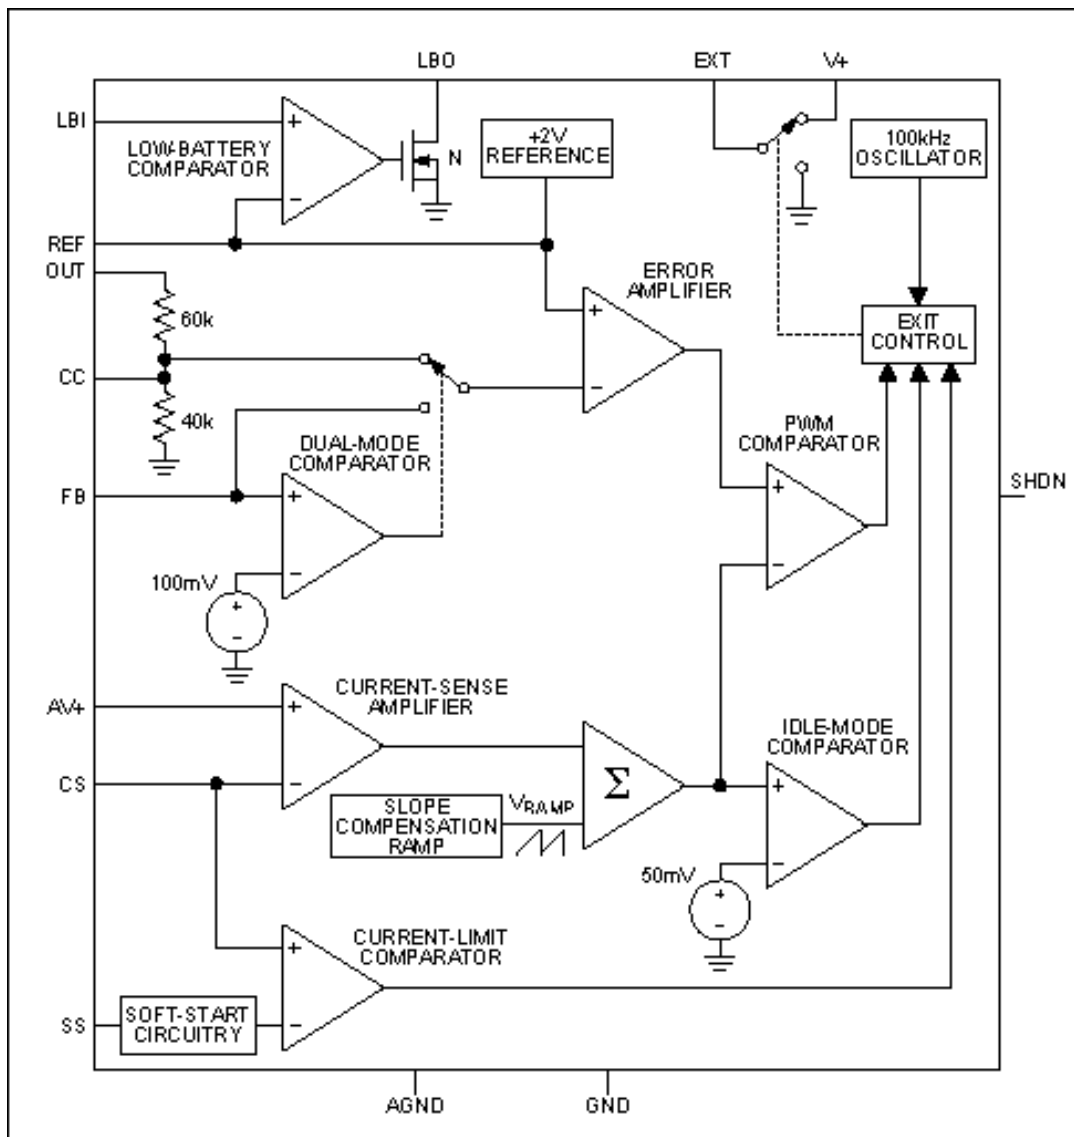 LBO
EXT
V+
LBI
+
LOW-BATTERY
COMPARATOR
–
N
+2V
REFERENCE
100kHz
OSCILLATOR
REF
OUT
60k
CC
40k
ERROR
AMPLIFIER
+
–
EXIT
CONTROL
DUAL-MODE
COMPARATOR
FB
+
–
100mV
+
–
PWM
COMPARATOR
+
–
SHDN
AV+
CURRENT-SENSE
AMPLIFIER
+
–
CS
SLOPE
COMPENSATION
RAMP
VRAMP
Σ
IDLE-MODE
COMPARATOR
+
–
50mV
+
–
CURRENT-LIMIT
COMPARATOR
+
–
SS
SOFT-START
CIRCUITRY
AGND
GND